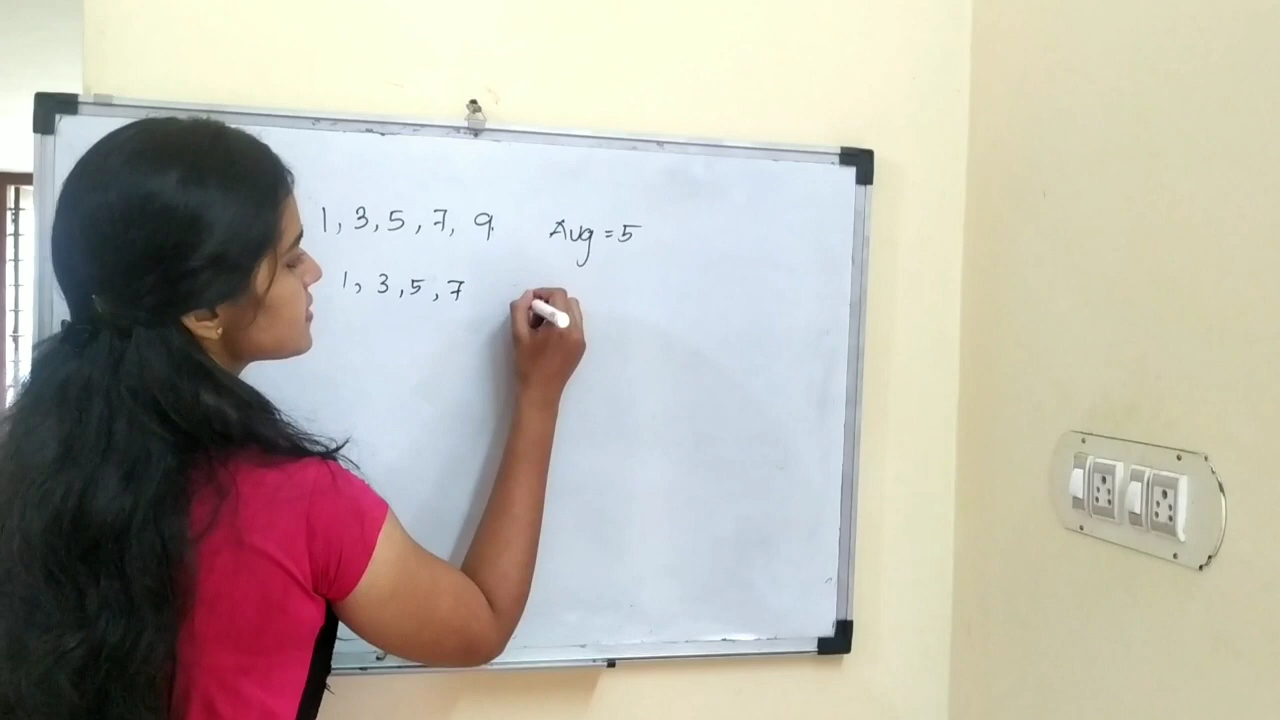 1, 3, 5, 7, 9. Avg = 5
1, 3, 5, 7